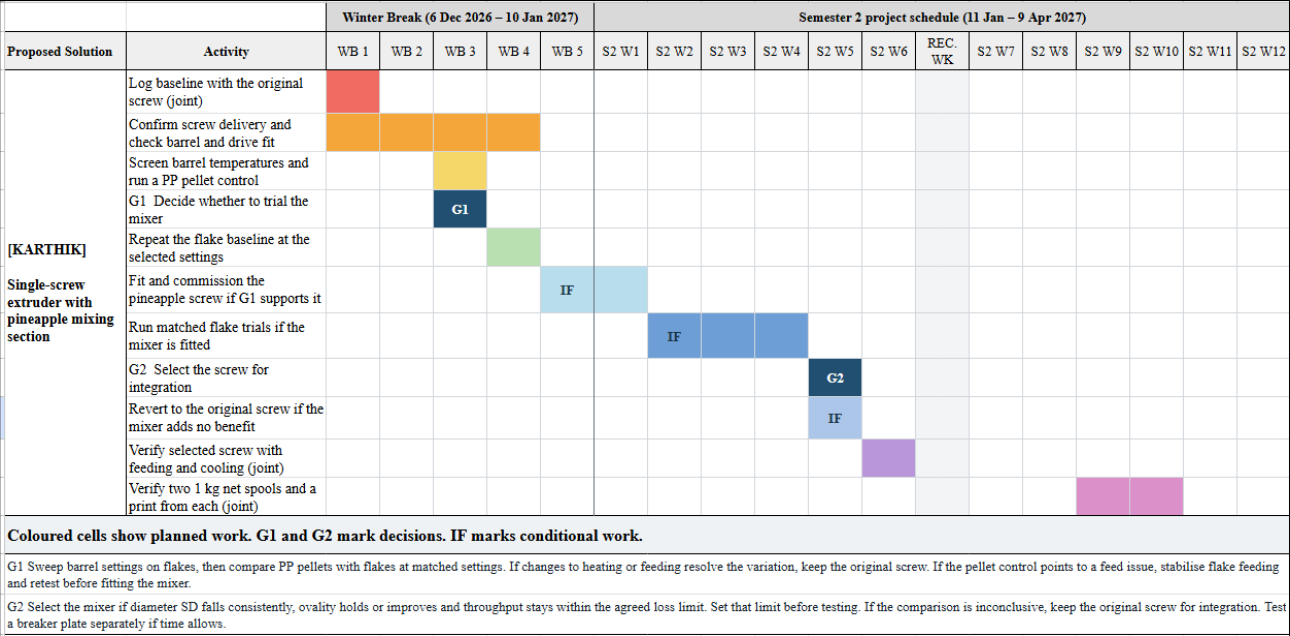 Winter Break (6 Dec 2026 – 10 Jan 2027) Semester 2 project schedule (11 Jan – 9 Apr 2027)
Proposed Solution Activity WB 1 WB 2 WB 3 WB 4 WB 5 S2 W1 S2 W2 S2 W3 S2 W4 S2 W5 S2 W6 REC. WK S2 W7 S2 W8 S2 W9 S2 W10 S2 W11 S2 W12
[KARTHIK]
Single-screw
extruder with
pineapple mixing
section
Log baseline with the original
screw (joint)
Confirm screw delivery and
check barrel and drive fit
Screen barrel temperatures and
run a PP pellet control
G1 Decide whether to trial the
mixer
G1
Repeat the flake baseline at the
selected settings
Fit and commission the
pineapple screw if G1 supports it
IF
Run matched flake trials if the
mixer is fitted
IF
G2 Select the screw for
integration
G2
Revert to the original screw if the
mixer adds no benefit
IF
Verify selected screw with
feeding and cooling (joint)
Verify two 1 kg net spools and a
print from each (joint)
Coloured cells show planned work. G1 and G2 mark decisions. IF marks conditional work.
G1 Sweep barrel settings on flakes, then compare PP pellets with flakes at matched settings. If changes to heating or feeding resolve the variation, keep the original screw. If the pellet control points to a feed issue, stabilise flake feeding
and retest before fitting the mixer.
G2 Select the mixer if diameter SD falls consistently, ovality holds or improves and throughput stays within the agreed loss limit. Set that limit before testing. If the comparison is inconclusive, keep the original screw for integration. Test
a breaker plate separately if time allows.